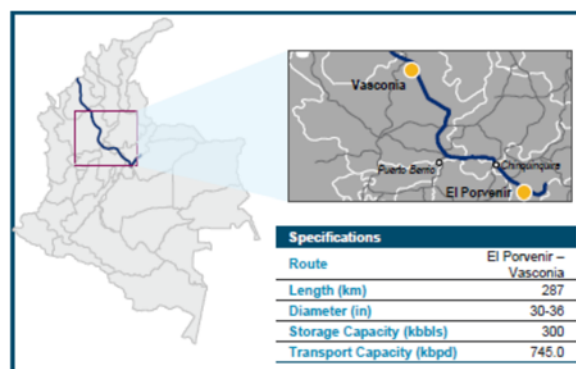 Vasconia
Puerto Berrio
Chinquinquira
El Porvenir
Specifications
Route El Porvenir –
Vasconia
Length (km) 287
Diameter (in) 30-36
Storage Capacity (kbbls) 300
Transport Capacity (kbpd) 745.0